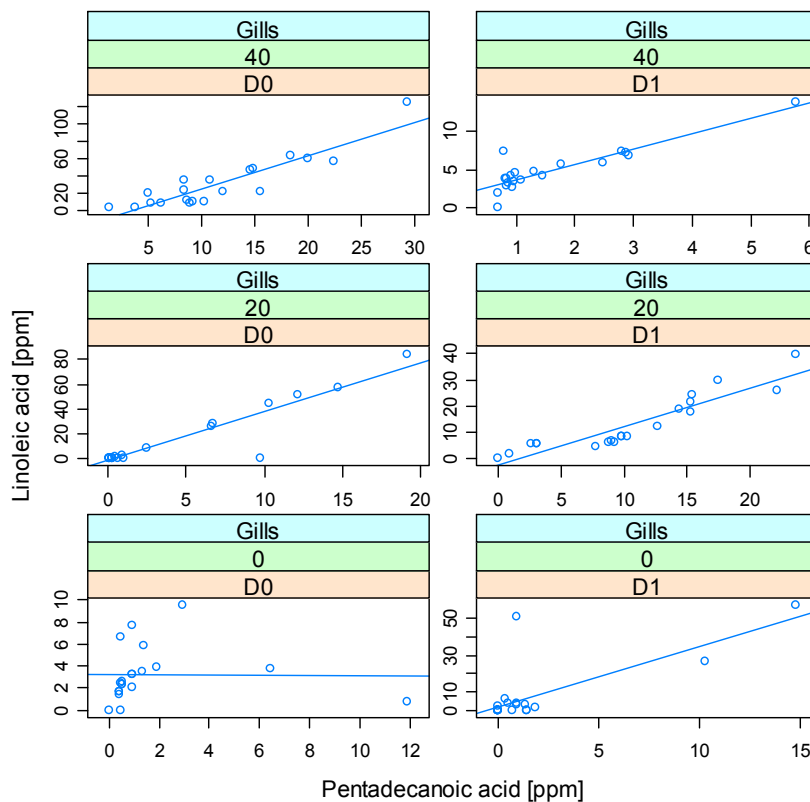 Gills
40
D0
0 20 60 100
5 10 15 20 25 30
Gills
40
D1
0 5 10
1 2 3 4 5 6
Linoleic acid [ppm]
Gills
20
D0
0 20 40 60 80
0 5 10 15 20
Gills
20
D1
0 10 20 30 40
0 5 10 15 20
Gills
0
D0
0 2 4 6 8 10
0 2 4 6 8 10 12
Gills
0
D1
0 10 30 50
0 5 10 15
Pentadecanoic acid [ppm]